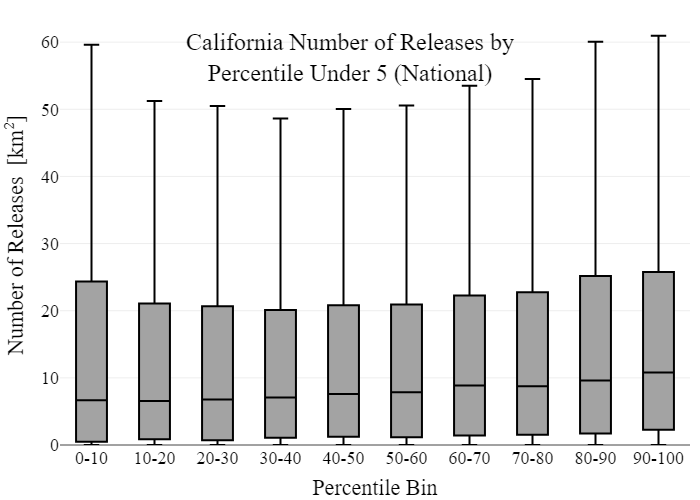 California Number of Releases by
Percentile Under 5 (National)
Number of Releases [km²]
60
50
40
30
20
10
0
0-10 10-20 20-30 30-40 40-50 50-60 60-70 70-80 80-90 90-100
Percentile Bin